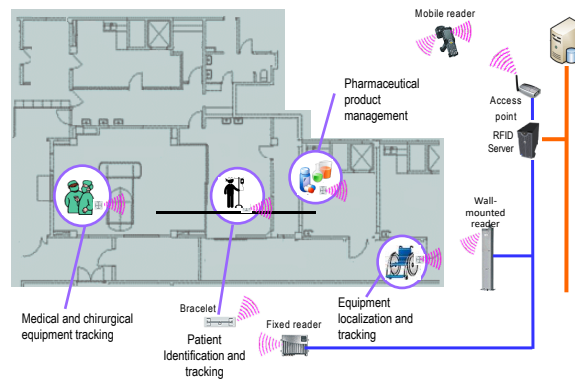 Mobile reader
Pharmaceutical
product
management
Access
point
RFID
Server
Wall-
mounted
reader
Medical and chirurgical
equipment tracking
Bracelet
Patient
Identification and
tracking
Fixed reader
Equipment
localization and
tracking